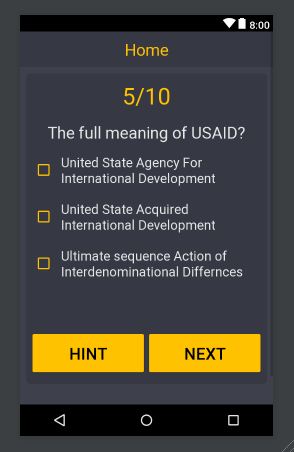 8:00
Home
5/10
The full meaning of USAID?
United State Agency For
International Development
United State Acquired
International Development
Ultimate sequence Action of
Interdenominational Differnces
HINT
NEXT